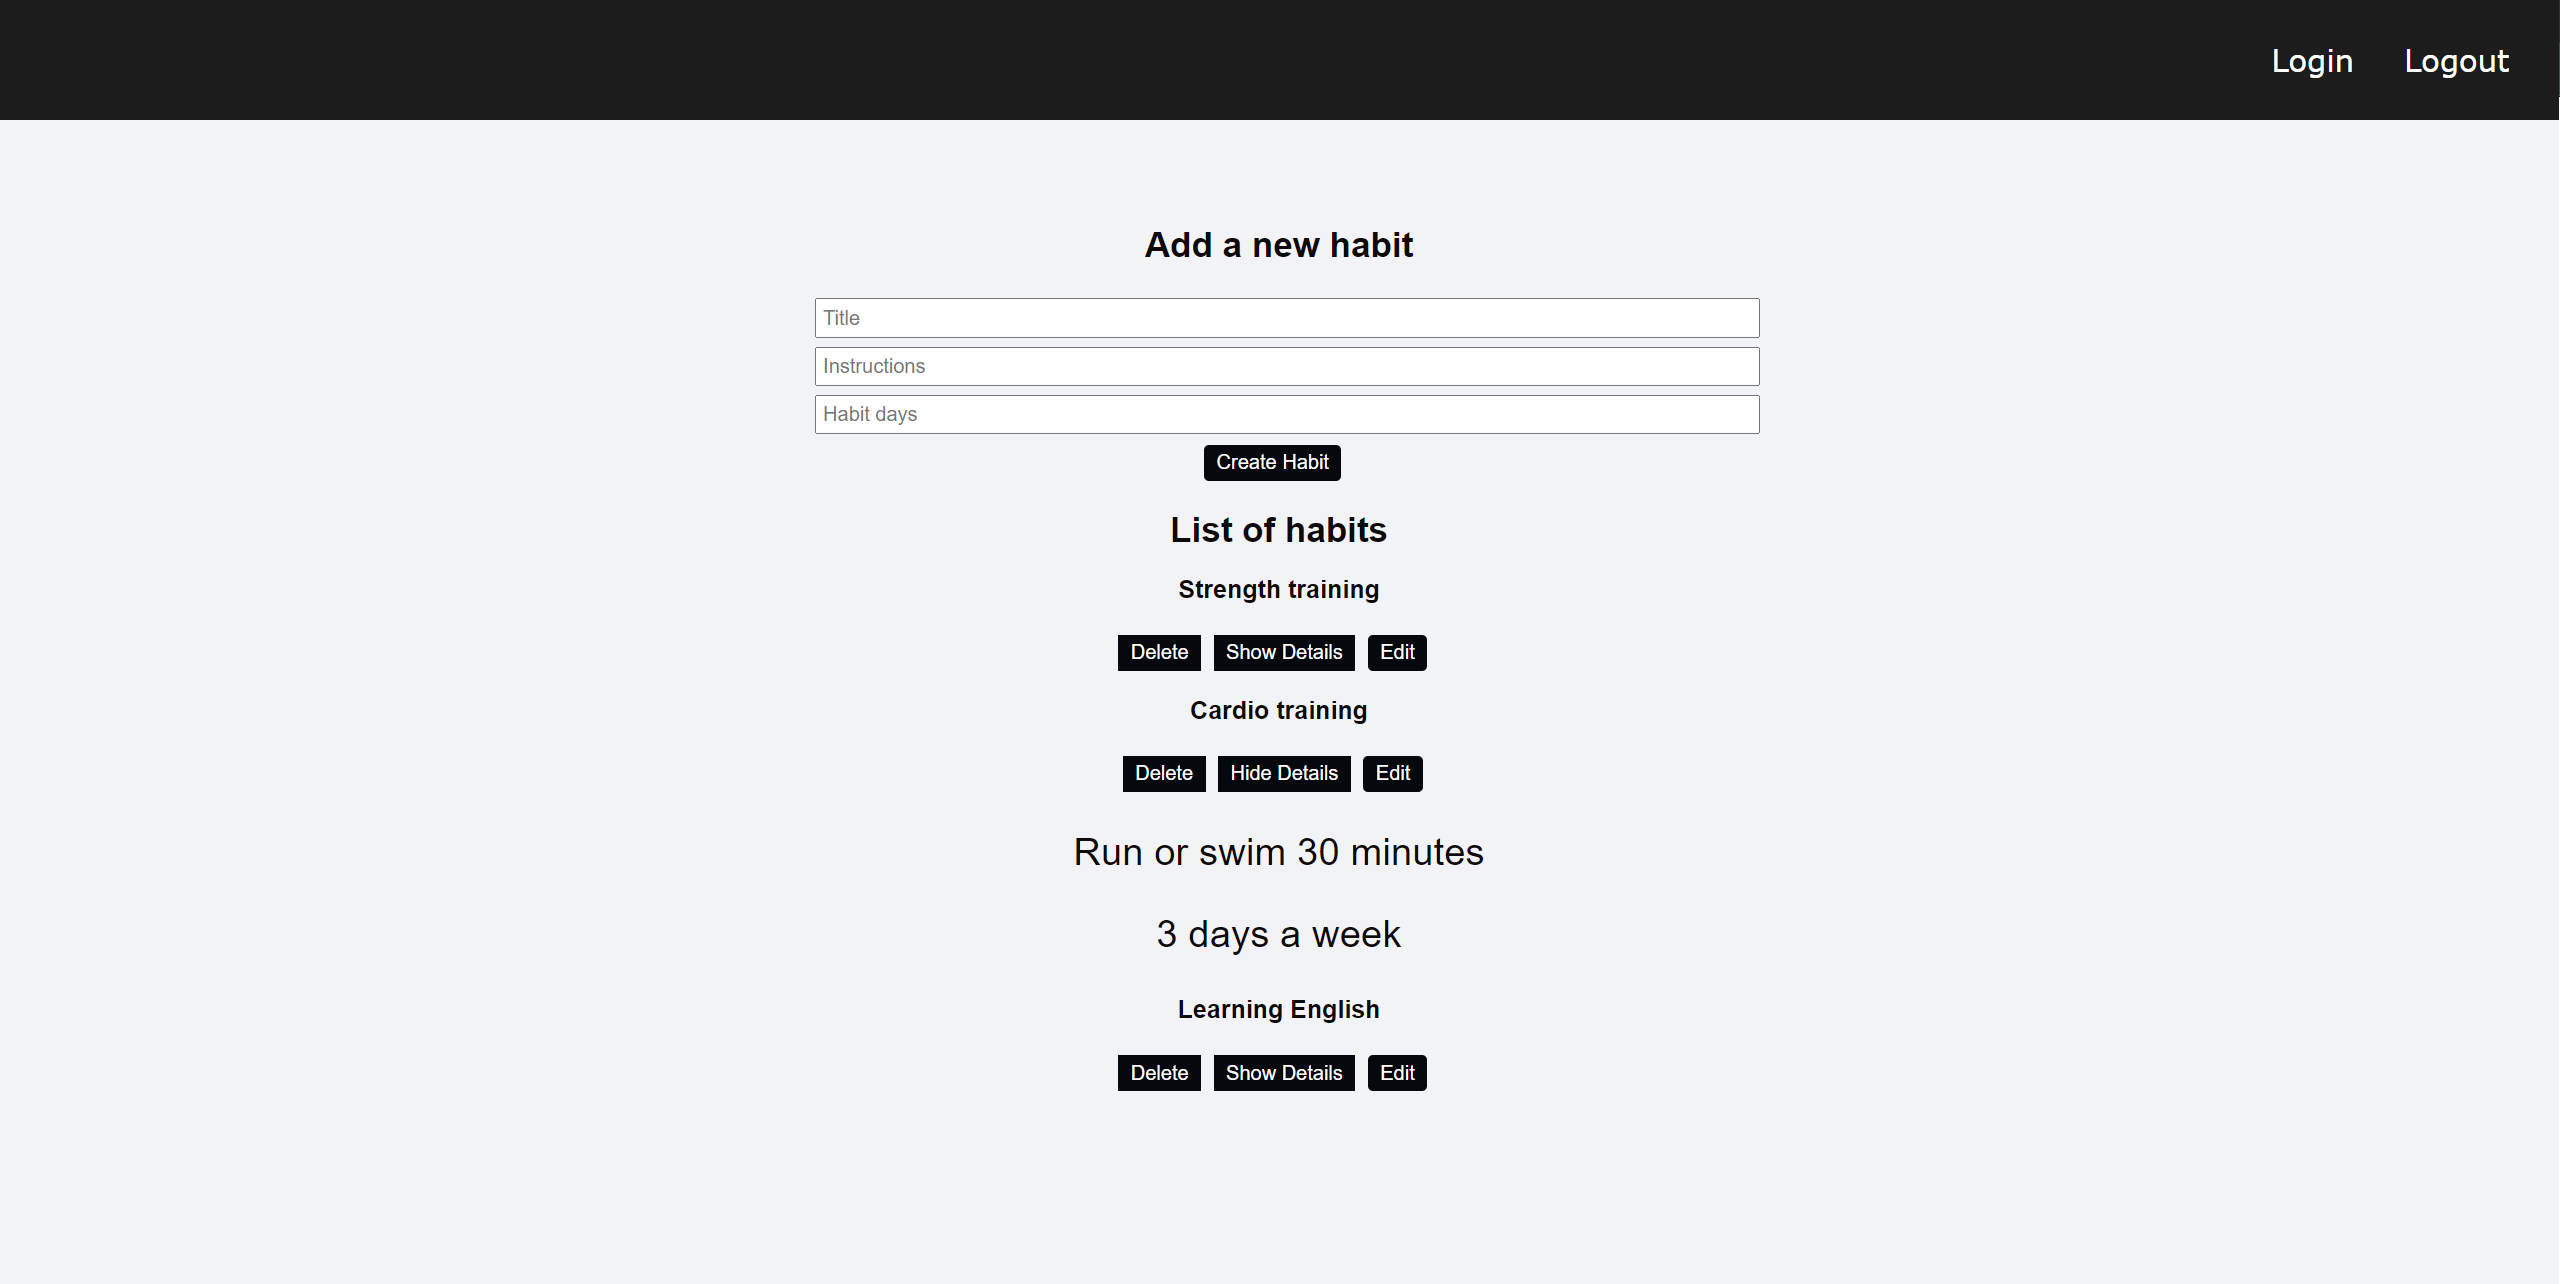 Login Logout
Add a new habit
Title
Instructions
Habit days
Create Habit
List of habits
Strength training
Delete Show Details Edit
Cardio training
Delete Hide Details Edit
Run or swim 30 minutes
3 days a week
Learning English
Delete Show Details Edit